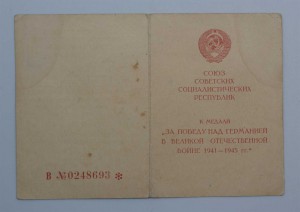 СОЮЗ
СОВЕТСКИХ
СОЦИАЛИСТИЧЕСКИХ
РЕСПУБЛИК
К МЕДАЛИ
„ЗА ПОБЕДУ НАД ГЕРМАНИЕЙ
В ВЕЛИКОЙ ОТЕЧЕСТВЕННОЙ
ВОЙНЕ 1941—1945 гг.“
В №0248693 *